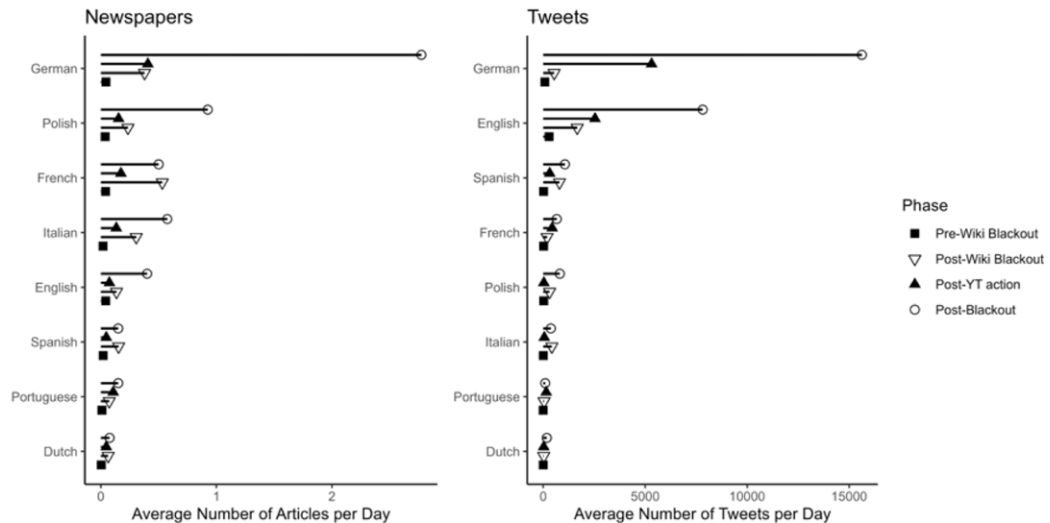 Newspapers
German
Polish
French
Italian
English
Spanish
Portuguese
Dutch
0 1 2
Average Number of Articles per Day
Tweets
German
English
Spanish
French
Polish
Italian
Portuguese
Dutch
0 5000 10000 15000
Average Number of Tweets per Day
Phase
Pre-Wiki Blackout
Post-Wiki Blackout
Post-YT action
Post-Blackout